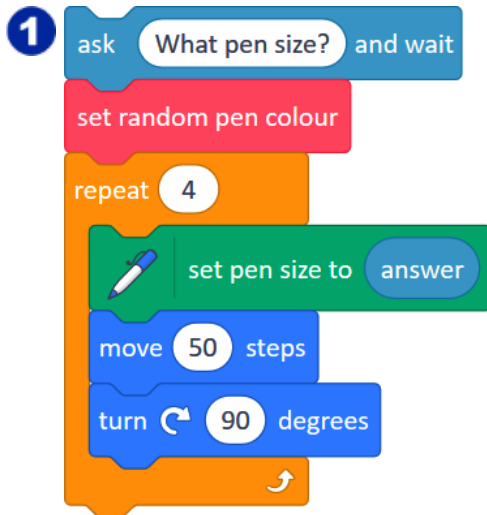 1
ask What pen size? and wait
set random pen colour
repeat 4
set pen size to answer
move 50 steps
turn 90 degrees